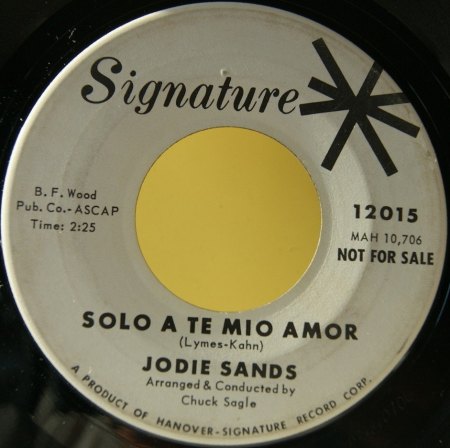 Signature
B. F. Wood
Pub. Co.-ASCAP
Time: 2:25
12015
MAH 10,706
NOT FOR SALE
SOLO A TE MIO AMOR
(Lymes-Kahn)
JODIE SANDS
Arranged & Conducted by
Chuck Sagle
A PRODUCT OF HANOVER-SIGNATURE RECORD CORP.